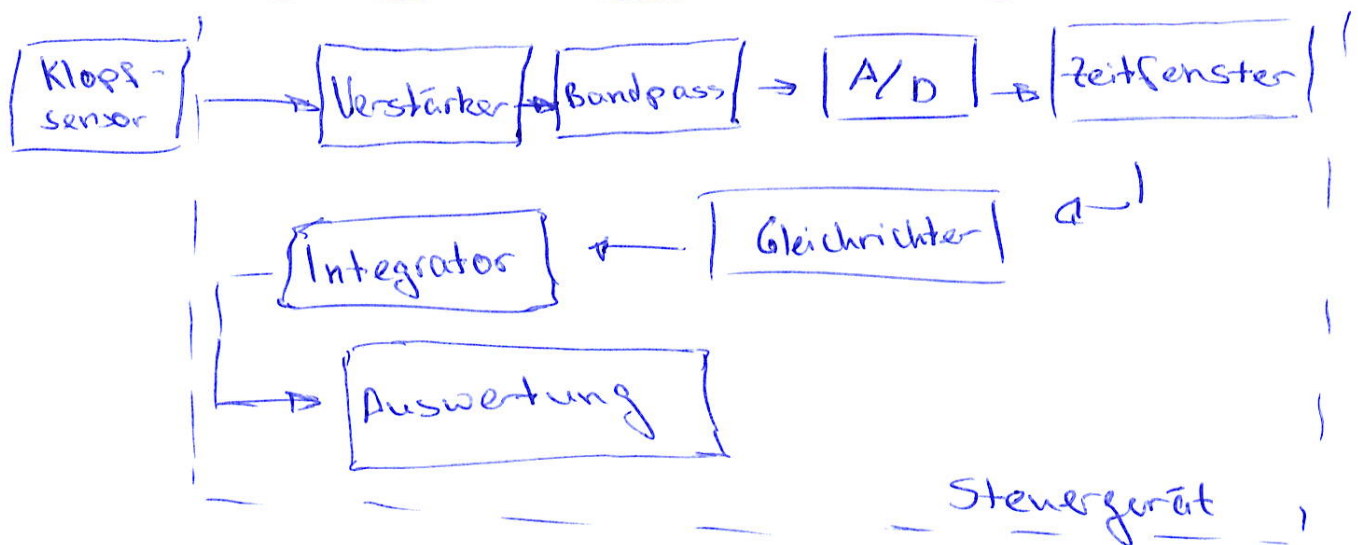 Klopf-
sensor
Verstärker
Bandpass
A/D
Zeitfenster
Gleichrichter
Integrator
Auswertung
Steuergerät